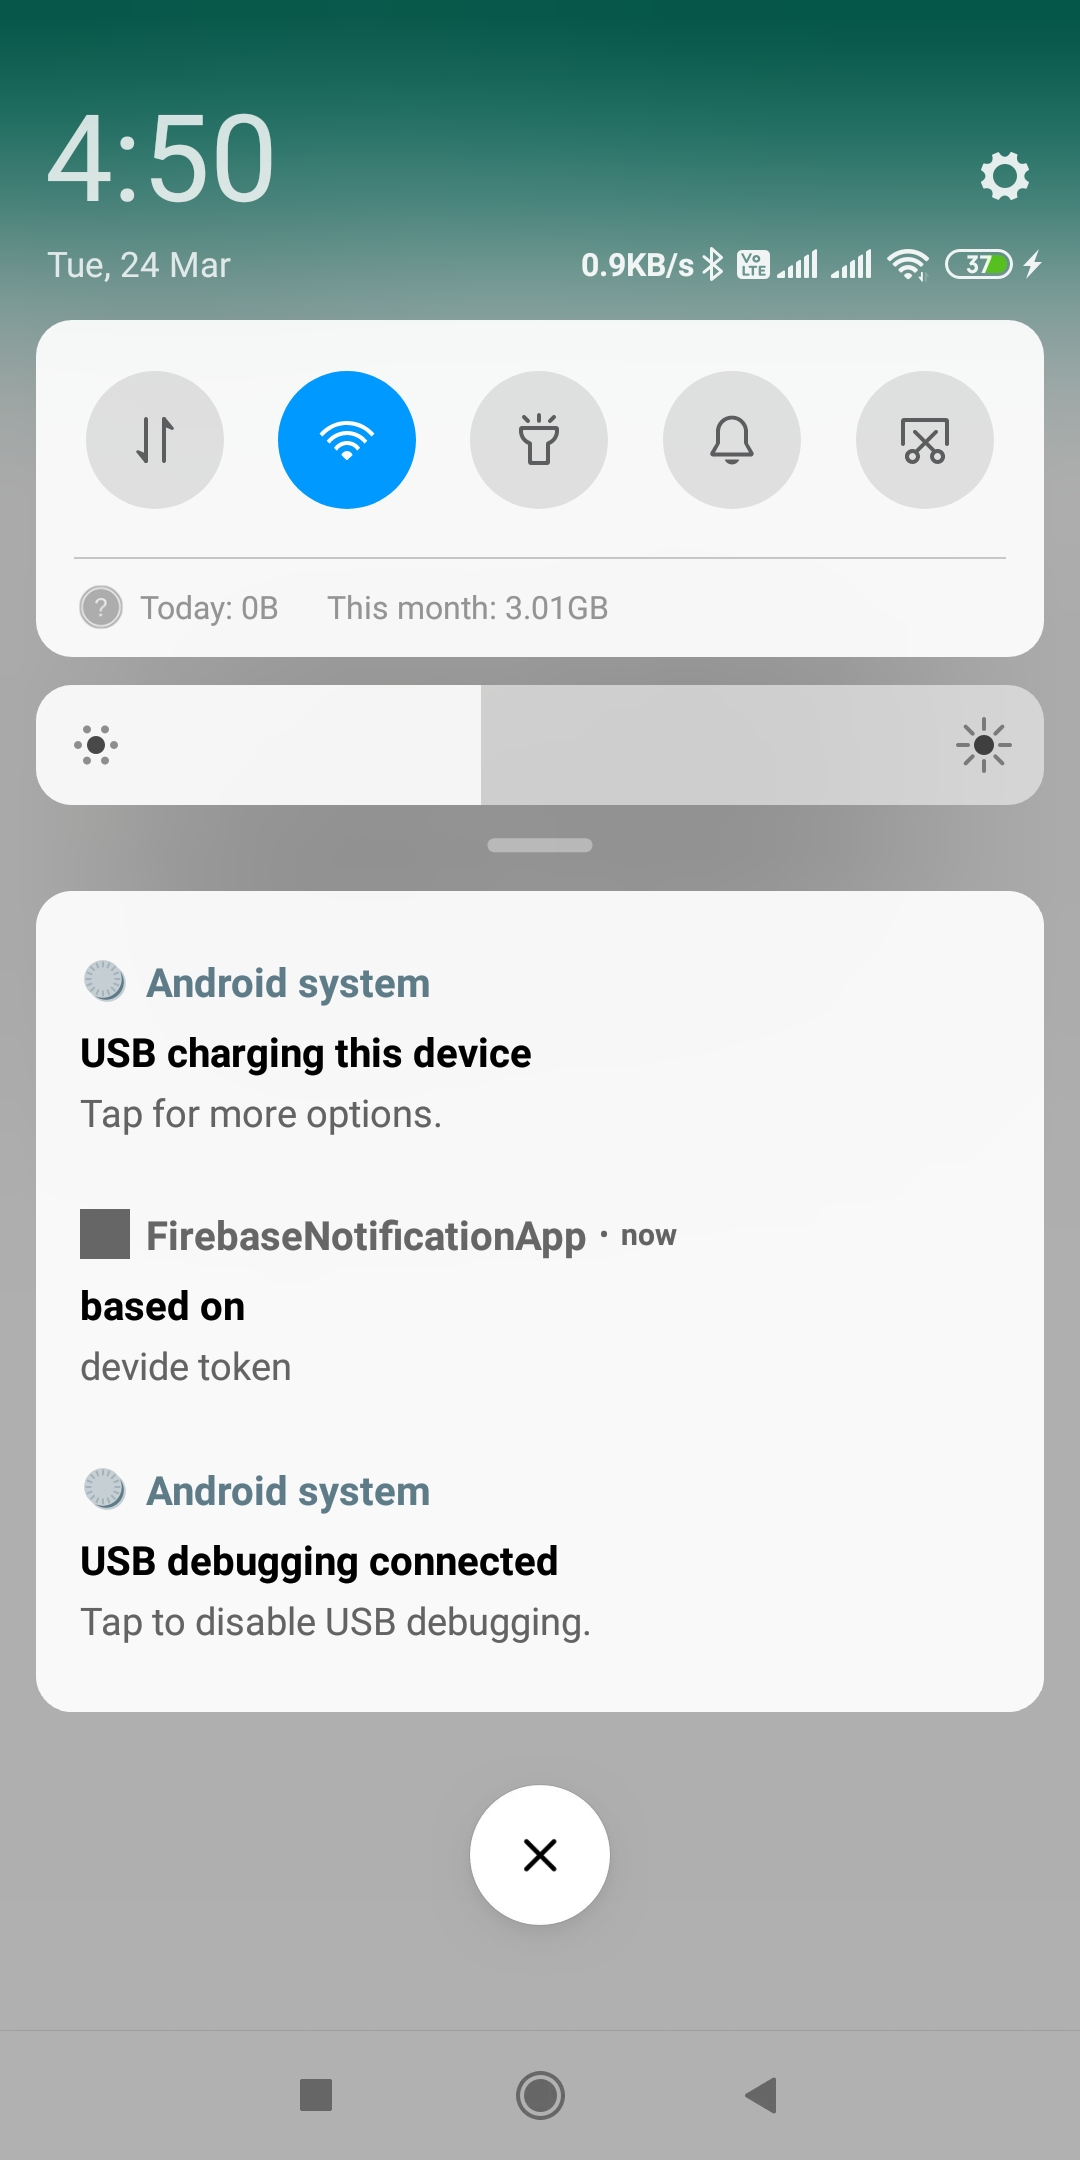 4:50
Tue, 24 Mar
0.9KB/s Vo LTE 37
Today: 0B This month: 3.01GB
Android system
USB charging this device
Tap for more options.
FirebaseNotificationApp · now
based on
devide token
Android system
USB debugging connected
Tap to disable USB debugging.